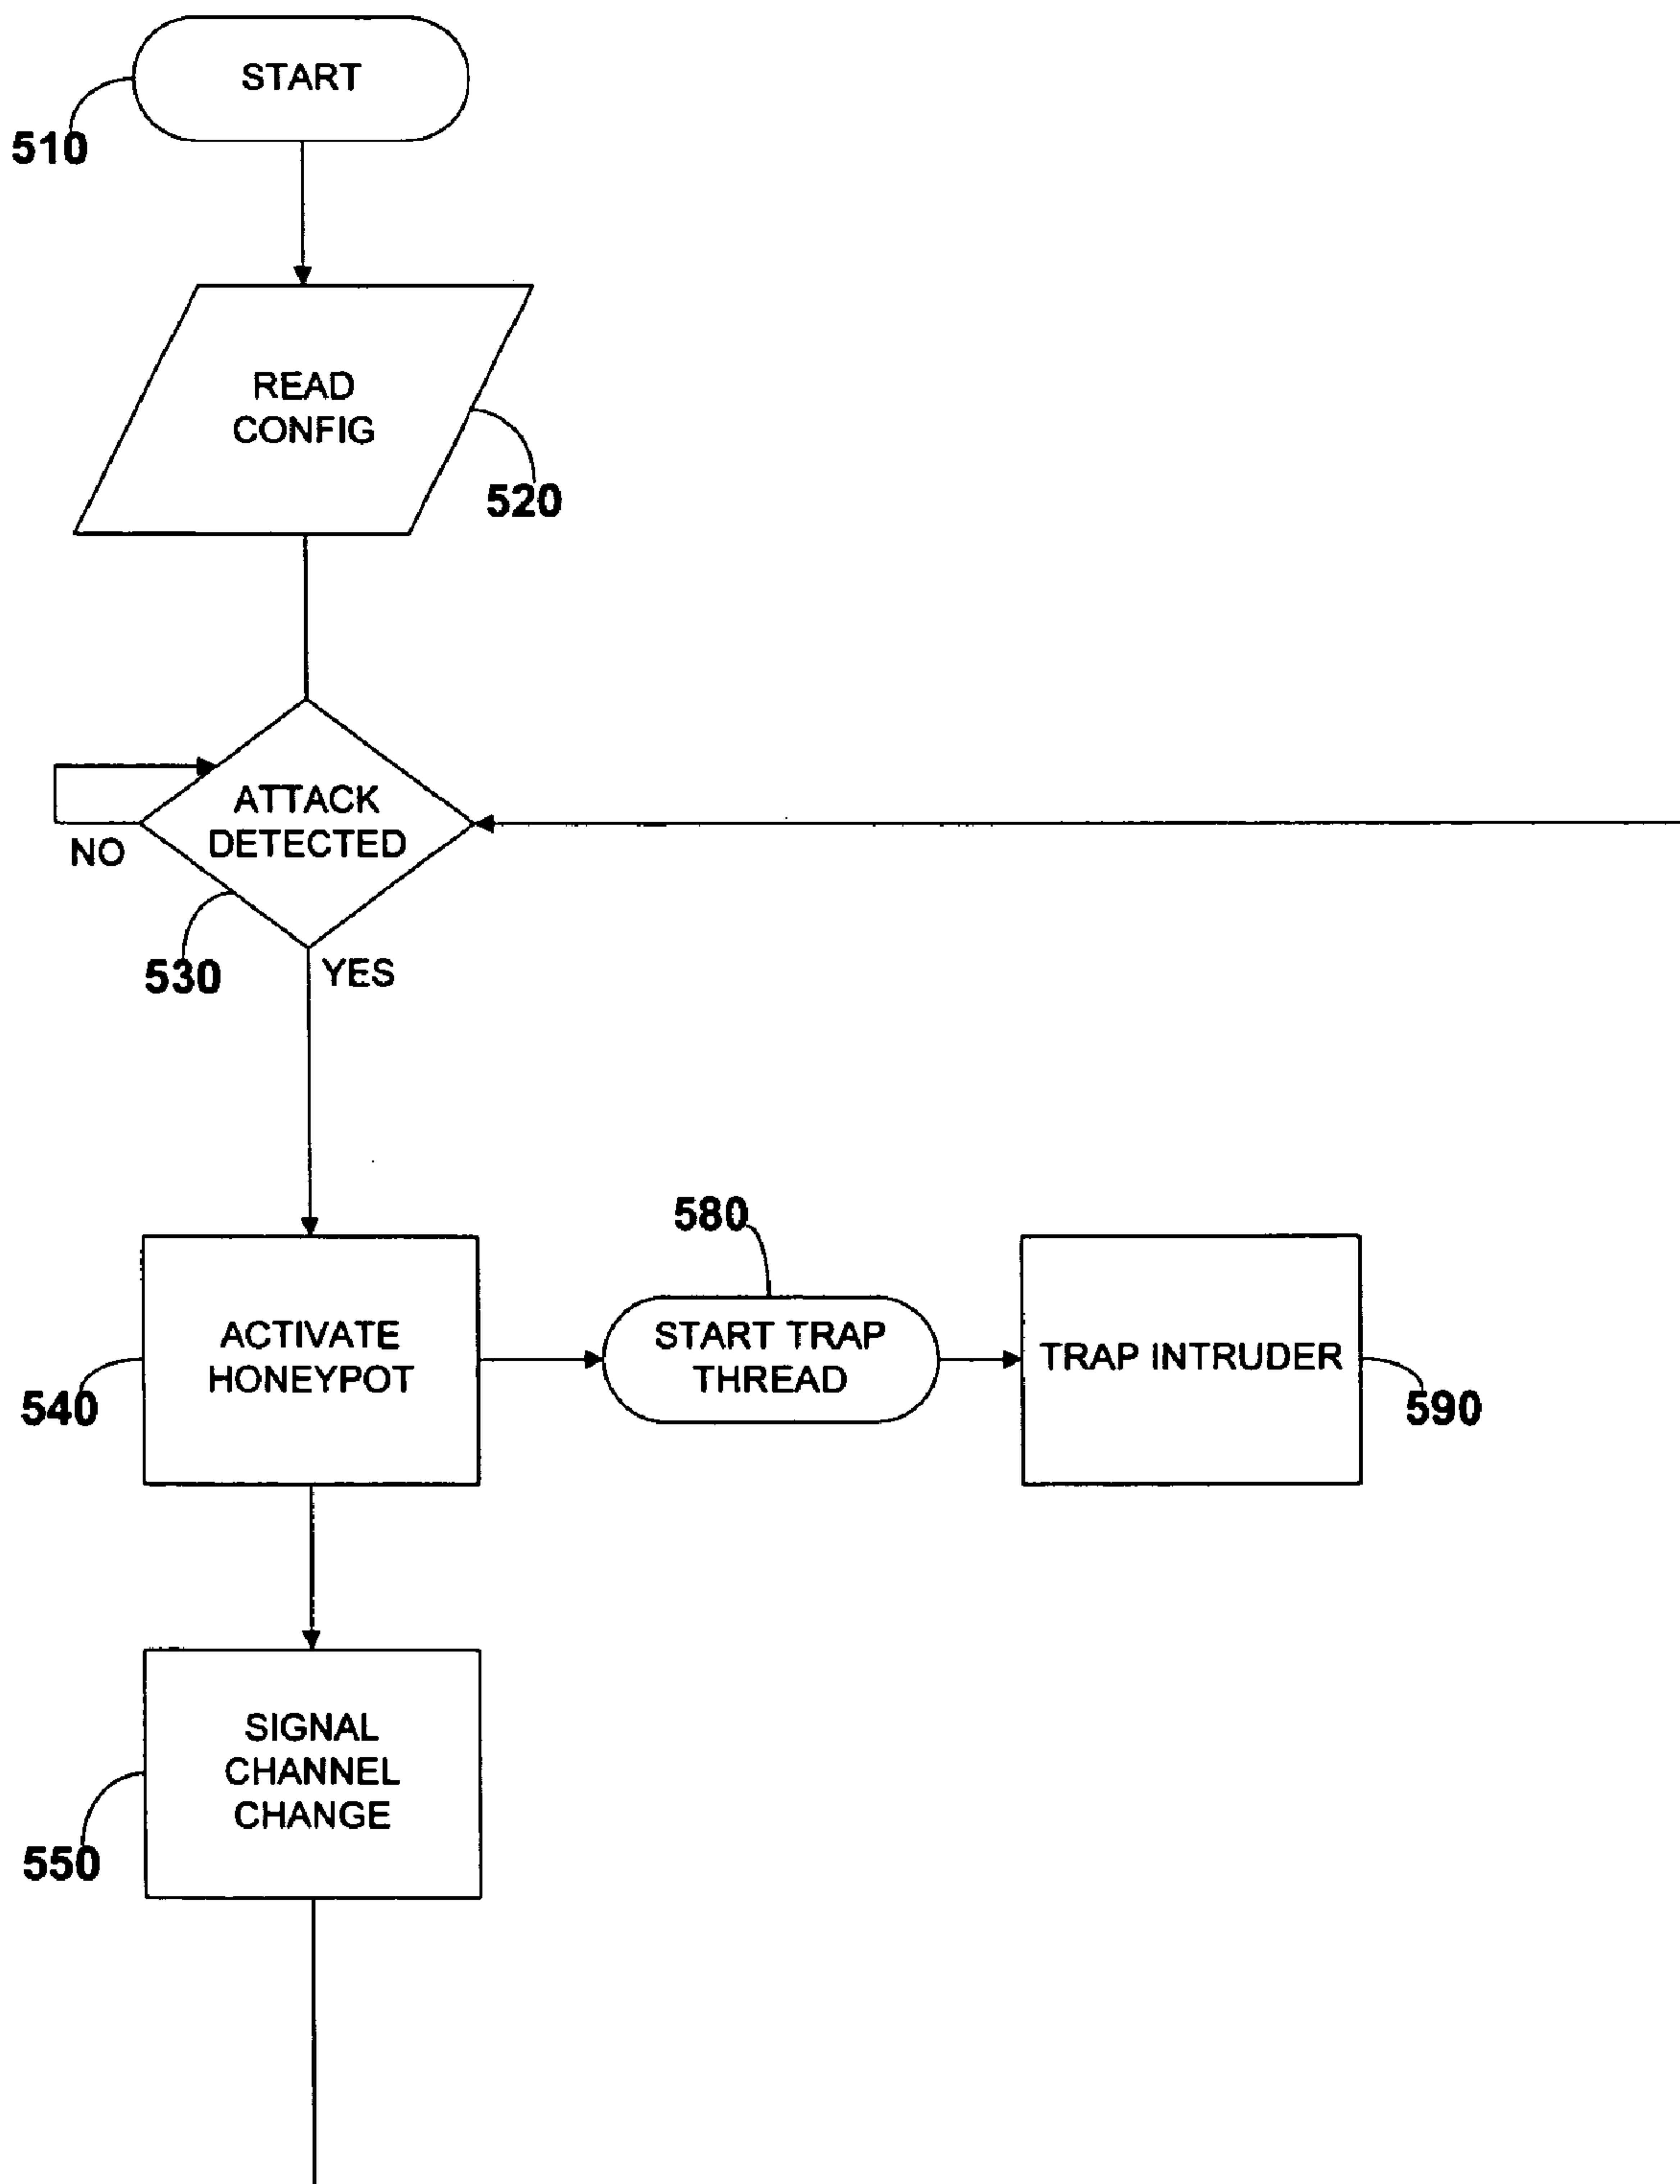 START
510
READ
CONFIG
520
ATTACK
DETECTED
NO
530
YES
580
ACTIVATE
HONEYPOT
START TRAP
THREAD
TRAP INTRUDER
540
590
SIGNAL
CHANNEL
CHANGE
550